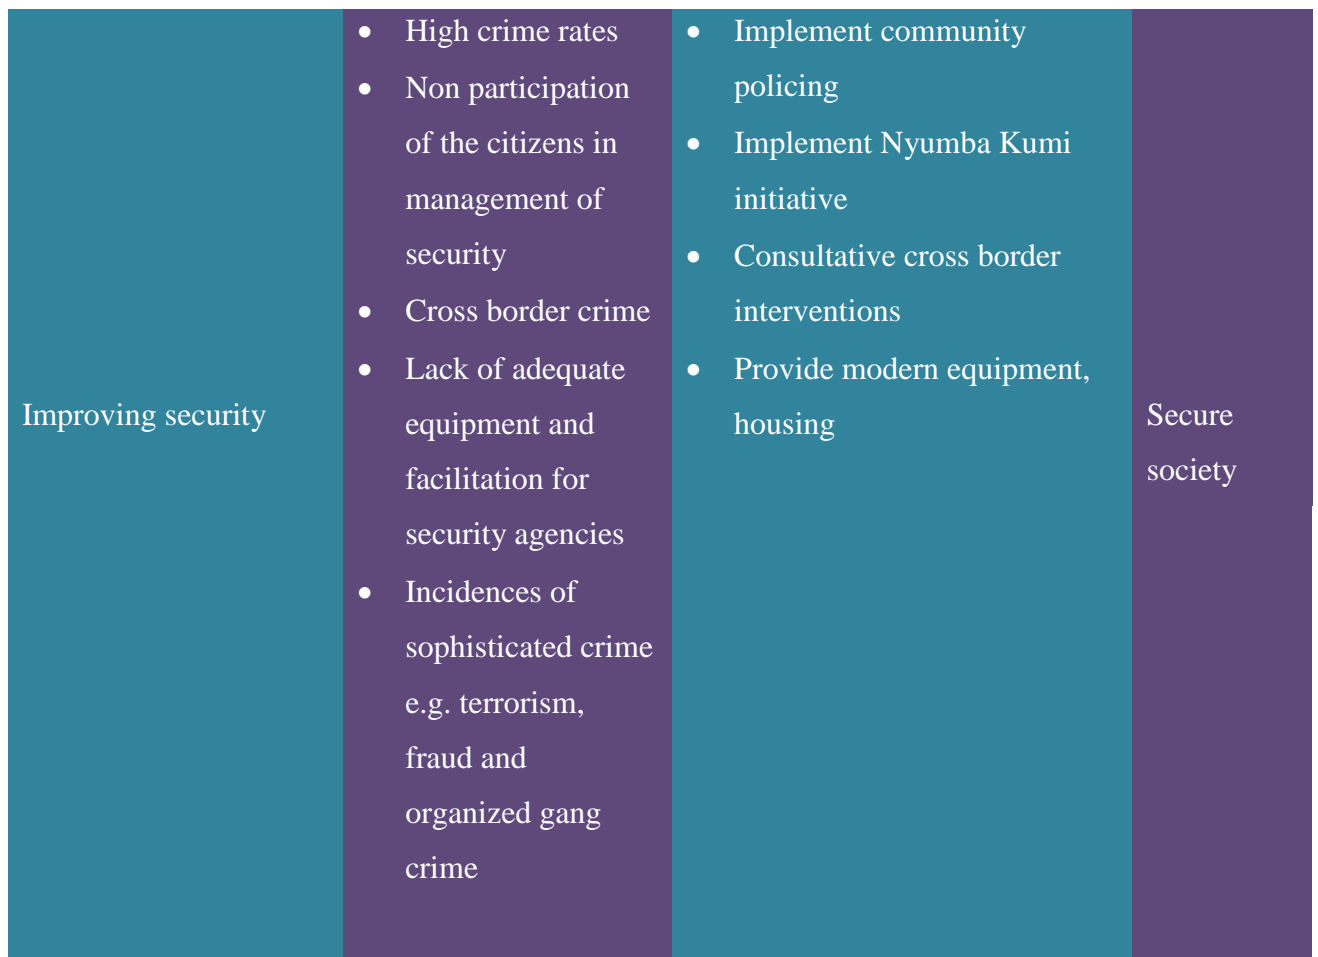 Improving security
• High crime rates
• Non participation
of the citizens in
management of
security
• Cross border crime
• Lack of adequate
equipment and
facilitation for
security agencies
• Incidences of
sophisticated crime
e.g. terrorism,
fraud and
organized gang
crime
• Implement community
policing
• Implement Nyumba Kumi
initiative
• Consultative cross border
interventions
• Provide modern equipment,
housing
Secure
society